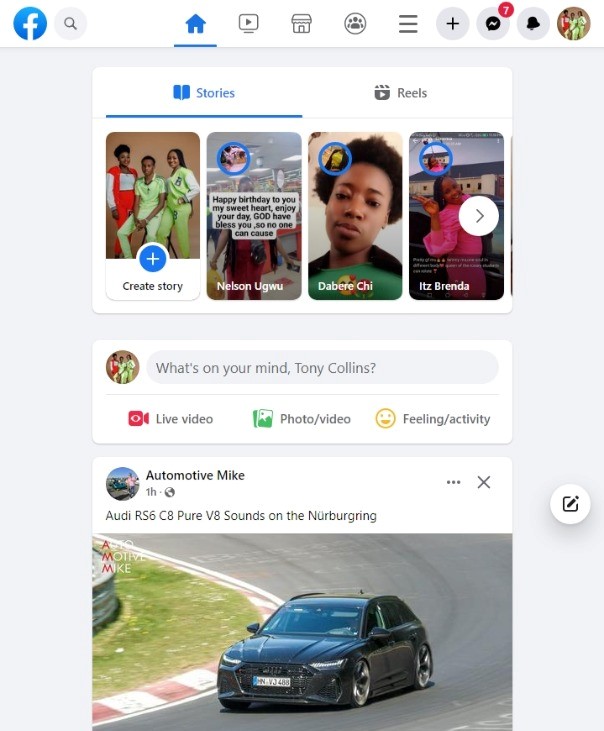 7
Stories
Reels
Happy birthday to you
my sweet heart, enjoy
your day, GOD have
bless you ,so no one
can cause
Create story
Nelson Ugwu
Dabere Chi
Itz Brenda
What's on your mind, Tony Collins?
Live video
Photo/video
Feeling/activity
Automotive Mike
1h ·
Audi RS6 C8 Pure V8 Sounds on the Nürburgring
AUTO
MOTIVE
MIKE
HN·VJ 488